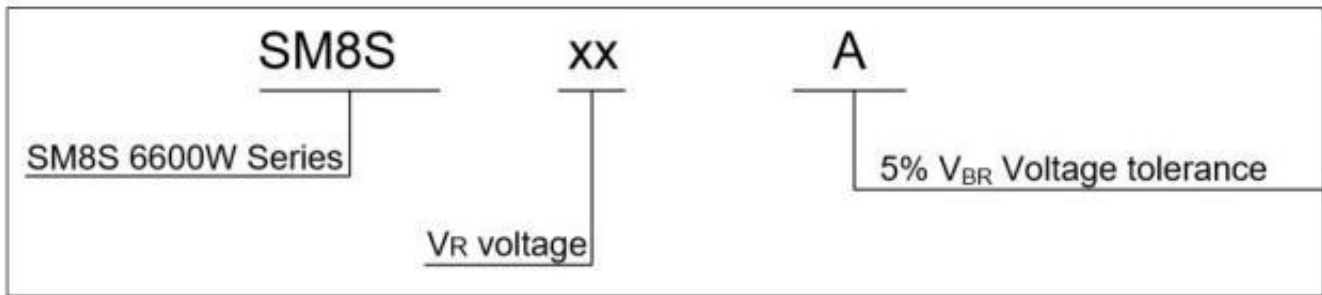 SM8S xx A
SM8S 6600W Series
5% VBR Voltage tolerance
VR voltage